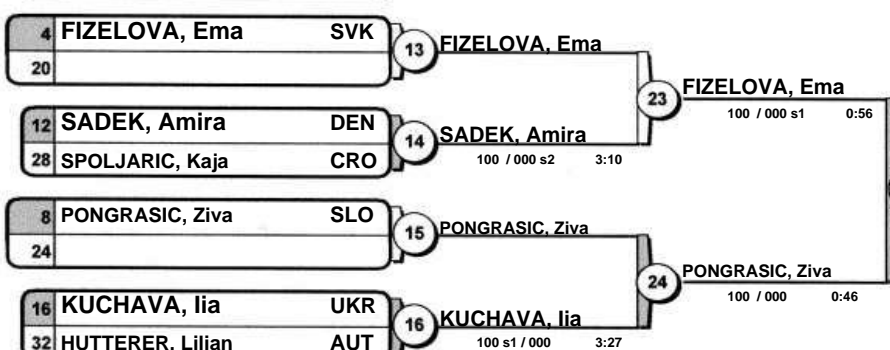 4 FIZELOVA, Ema SVK
20
13 FIZELOVA, Ema
12 SADEK, Amira DEN
28 SPOLJARIC, Kaja CRO
14 SADEK, Amira
100 / 000 s2 3:10
23 FIZELOVA, Ema
100 / 000 s1 0:56
8 PONGRASIC, Ziva SLO
24
15 PONGRASIC, Ziva
16 KUCHAVA, Iia UKR
32 HUTTERER, Lilian AUT
16 KUCHAVA, Iia
100 s1 / 000 3:27
24 PONGRASIC, Ziva
100 / 000 0:46